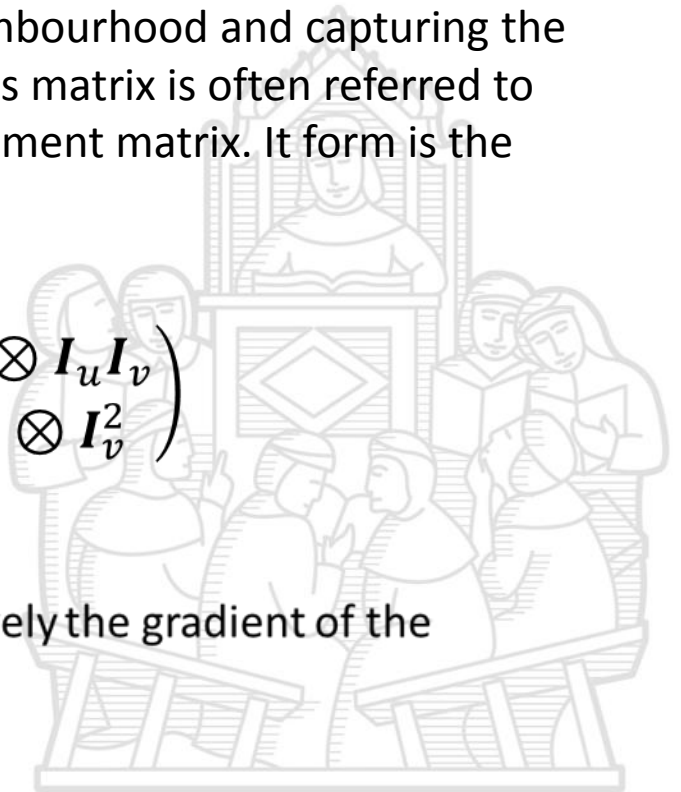 nbourhood and capturing the
s matrix is often referred to
ment matrix. It form is the
⊗ I_u I_v
⊗ I_v^2
ely the gradient of the